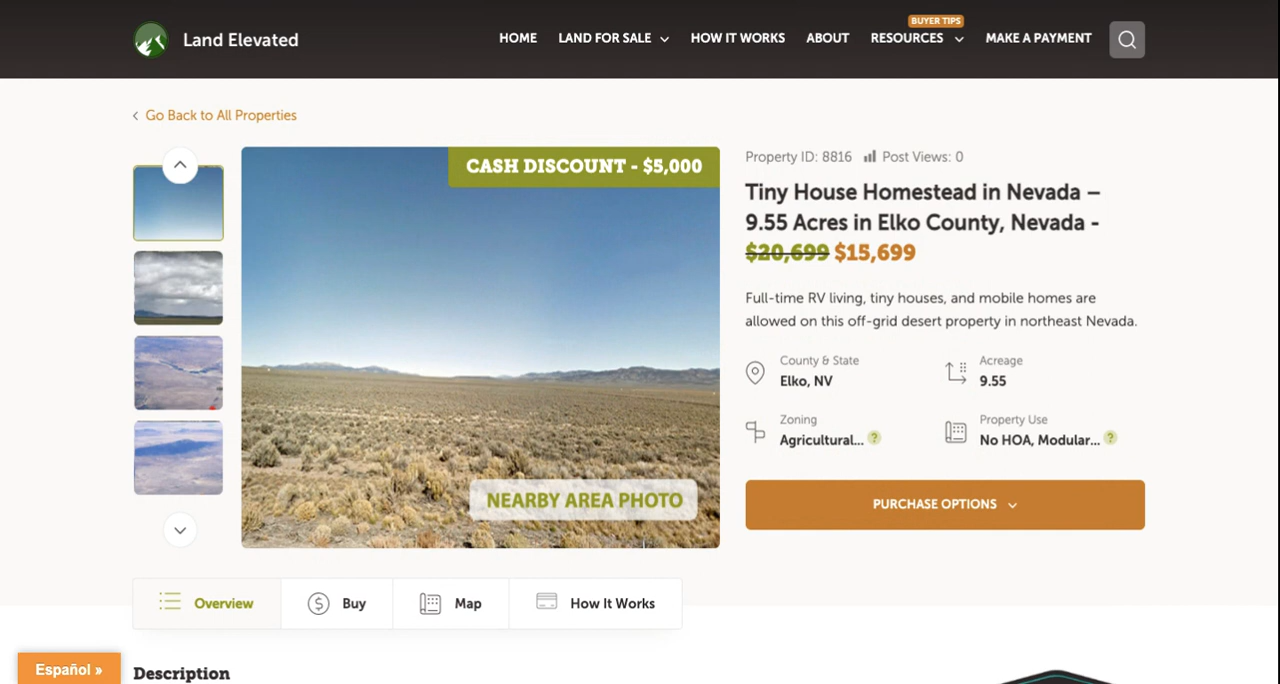 BUYER TIPS
Land Elevated
HOME LAND FOR SALE HOW IT WORKS ABOUT RESOURCES MAKE A PAYMENT
< Go Back to All Properties
CASH DISCOUNT - $5,000
NEARBY AREA PHOTO
Property ID: 8816 Post Views: 0
Tiny House Homestead in Nevada –
9.55 Acres in Elko County, Nevada -
$20,699 $15,699
Full-time RV living, tiny houses, and mobile homes are
allowed on this off-grid desert property in northeast Nevada.
County & State
Elko, NV
Acreage
9.55
Zoning
Agricultural... ?
Property Use
No HOA, Modular... ?
PURCHASE OPTIONS
Overview $ Buy Map How It Works
Español »
Description